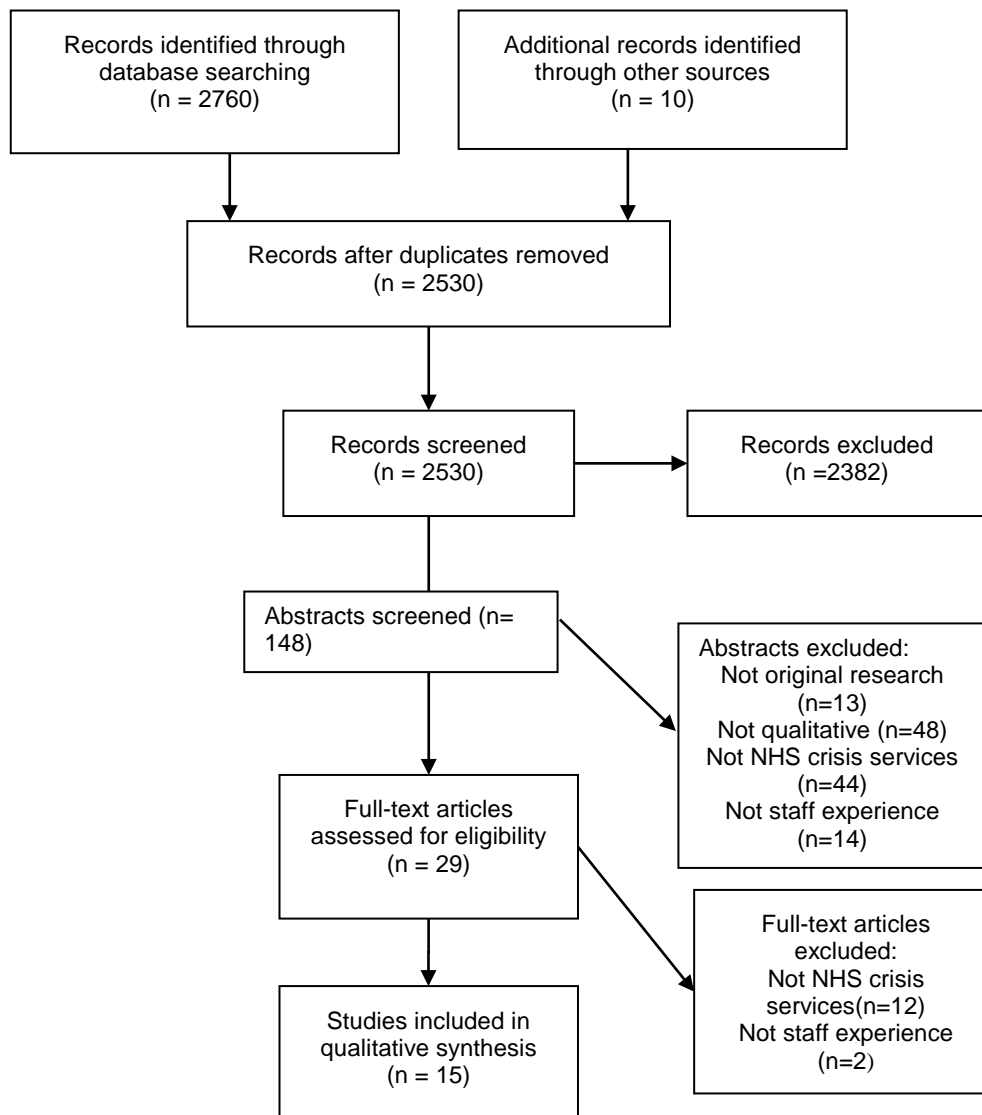 Records identified through
database searching
(n = 2760)
Additional records identified
through other sources
(n = 10)
Records after duplicates removed
(n = 2530)
Records screened
(n = 2530)
Records excluded
(n =2382)
Abstracts screened (n=
148)
Abstracts excluded:
Not original research
(n=13)
Not qualitative (n=48)
Not NHS crisis services
(n=44)
Not staff experience
(n=14)
Full-text articles
assessed for eligibility
(n = 29)
Full-text articles
excluded:
Not NHS crisis
services(n=12)
Not staff experience
(n=2)
Studies included in
qualitative synthesis
(n = 15)